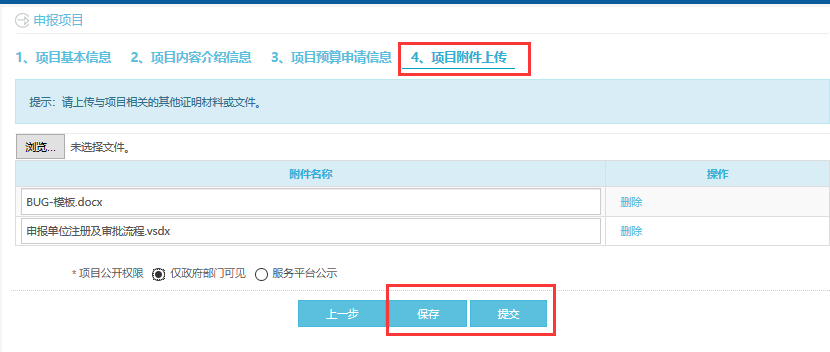 申报项目
1、项目基本信息 2、项目内容介绍信息 3、项目预算申请信息 4、项目附件上传
提示：请上传与项目相关的其他证明材料或文件。
浏览... 未选择文件。
附件名称 操作
BUG-模板.docx 删除
申报单位注册及审批流程.vsdx 删除
* 项目公开权限 仅政府部门可见 服务平台公示
上一步 保存 提交